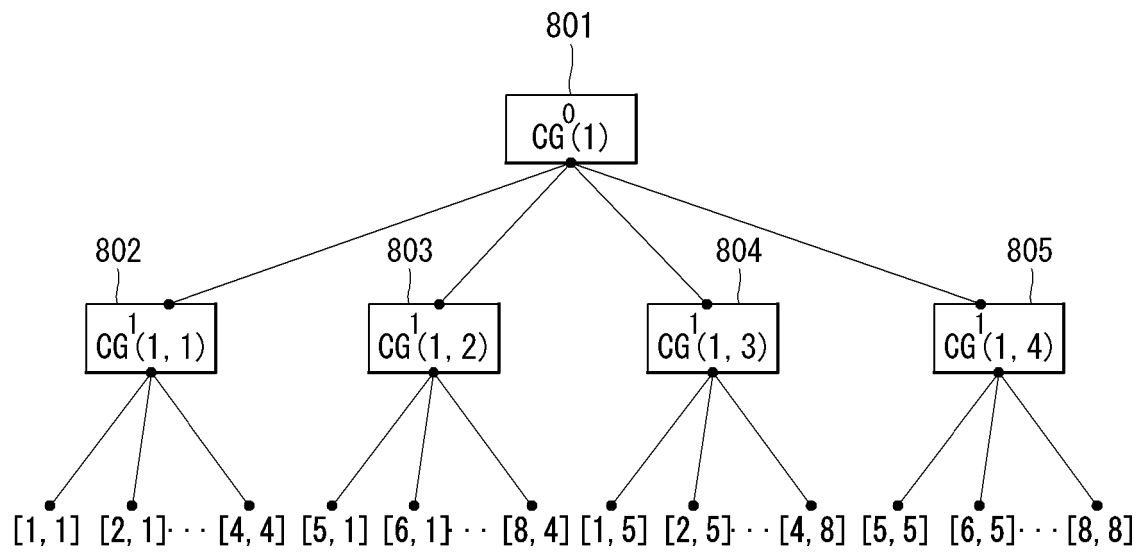 801
CG⁰(1)
802 803 804 805
CG¹(1, 1) CG¹(1, 2) CG¹(1, 3) CG¹(1, 4)
[1, 1] [2, 1]··· [4, 4] [5, 1] [6, 1]··· [8, 4] [1, 5] [2, 5]··· [4, 8] [5, 5] [6, 5]··· [8, 8]